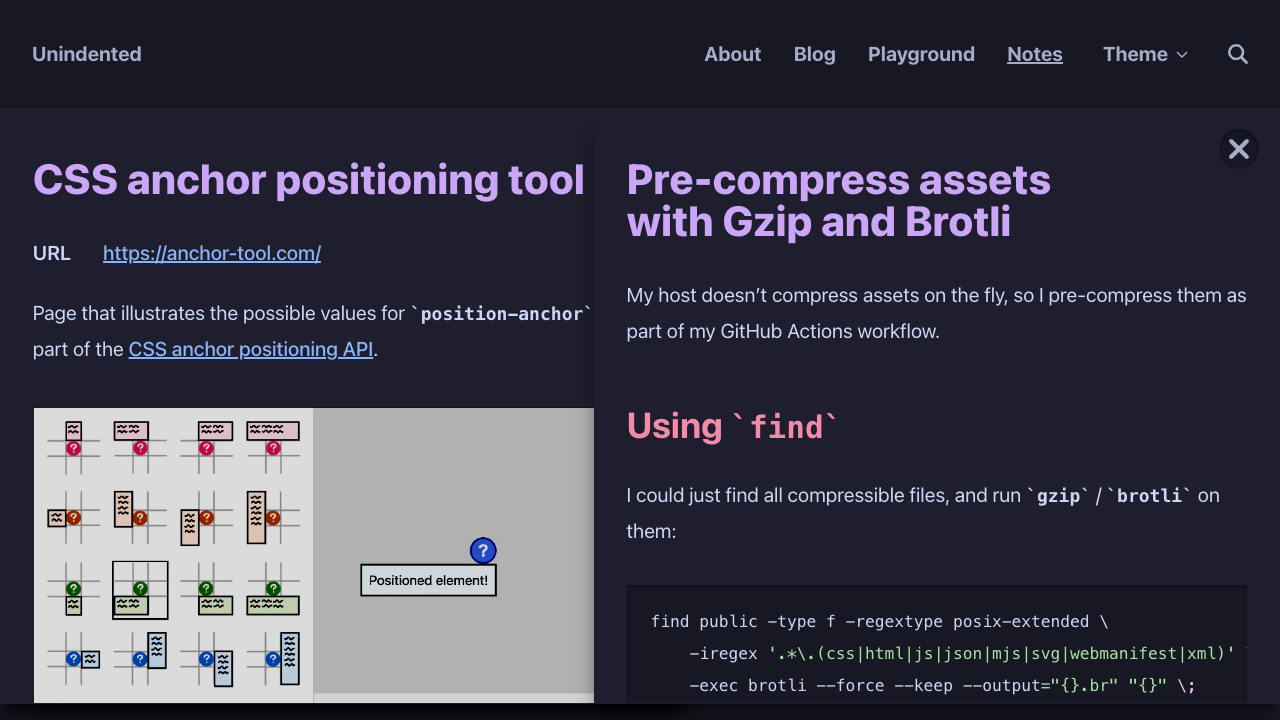 Unindented
About Blog Playground Notes Theme
CSS anchor positioning tool
URL https://anchor-tool.com/
Page that illustrates the possible values for `position-anchor`
part of the CSS anchor positioning API.
? ? ? ?
? ? ? ?
? ? ? ?
? ? ? ?
?
Positioned element!
Pre-compress assets
with Gzip and Brotli
My host doesn’t compress assets on the fly, so I pre-compress them as
part of my GitHub Actions workflow.
Using `find`
I could just find all compressible files, and run `gzip` / `brotli` on
them:
find public -type f -regextype posix-extended \
-iregex '.*\.(css|html|js|json|mjs|svg|webmanifest|xml)' \
-exec brotli --force --keep --output="{}.br" "{}" \;